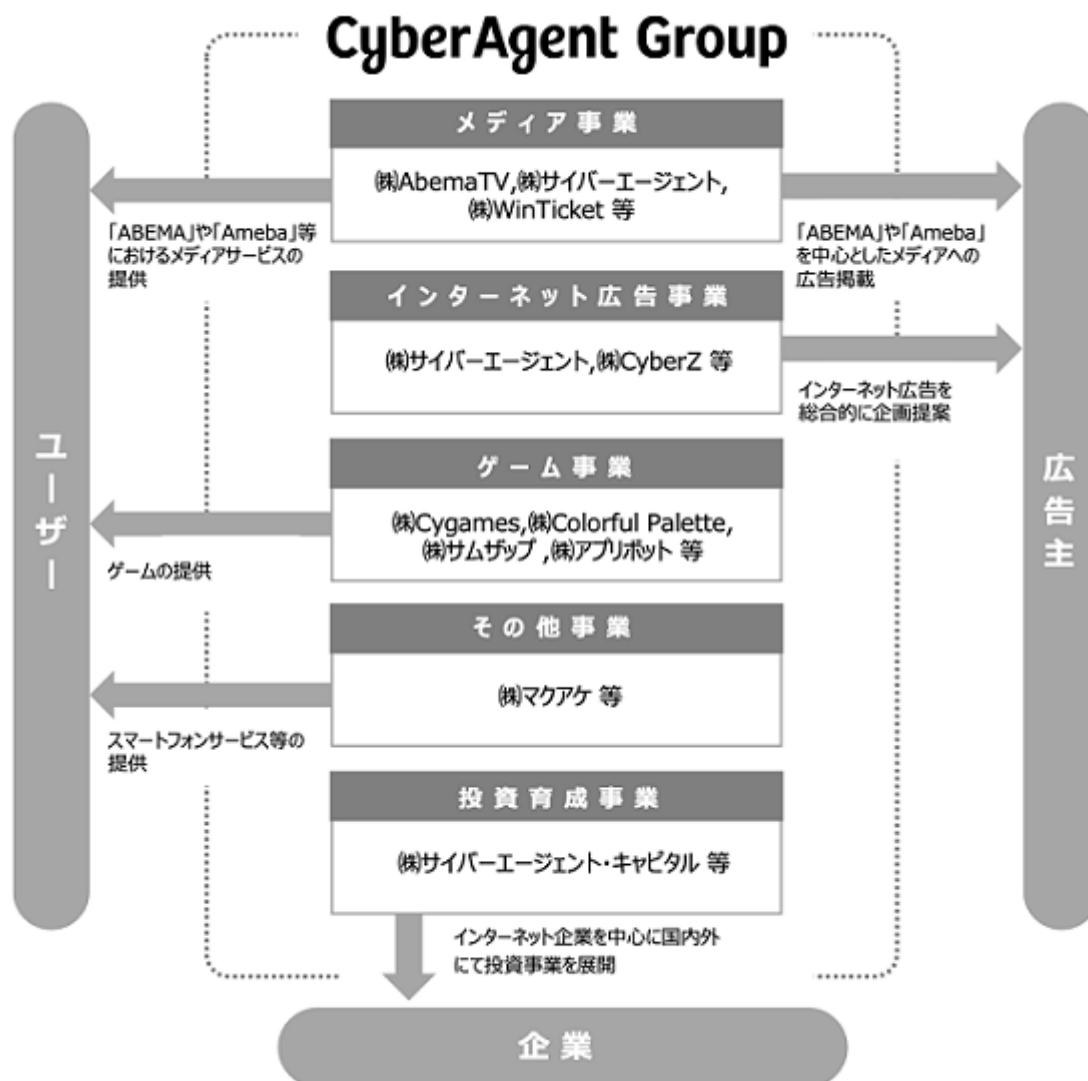 CyberAgent Group
メディア事業
㈱AbemaTV,㈱サイバーエージェント,
㈱WinTicket 等
「ABEMA」や「Ameba」等
におけるメディアサービスの
提供
「ABEMA」や「Ameba」
を中心としたメディアへの
広告掲載
インターネット広告事業
㈱サイバーエージェント,㈱CyberZ 等
インターネット広告を
総合的に企画提案
ユーザー
広告主
ゲーム事業
㈱Cygames,㈱Colorful Palette,
㈱サムザップ ,㈱アプリボット 等
ゲームの提供
その他事業
㈱マクアケ 等
スマートフォンサービス等の
提供
投資育成事業
㈱サイバーエージェント・キャピタル 等
インターネット企業を中心に国内外
にて投資事業を展開
企業